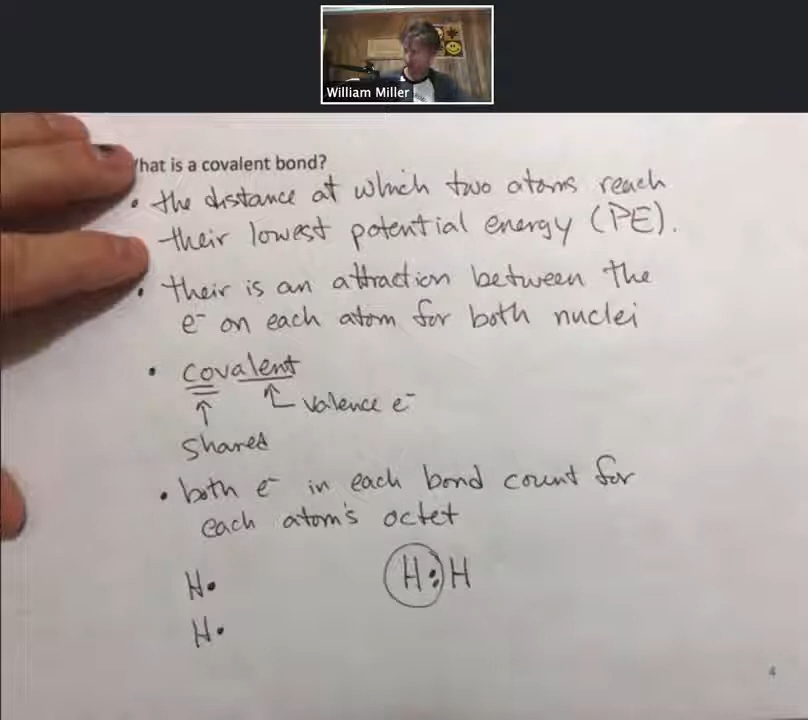 William Miller
hat is a covalent bond?
• the distance at which two atoms reach
their lowest potential energy (PE).
• their is an attraction between the
e⁻ on each atom for both nuclei
• covalent
↑ ↑ valence e⁻
shared
• both e⁻ in each bond count for
each atom's octet
H• H:H
H•
4